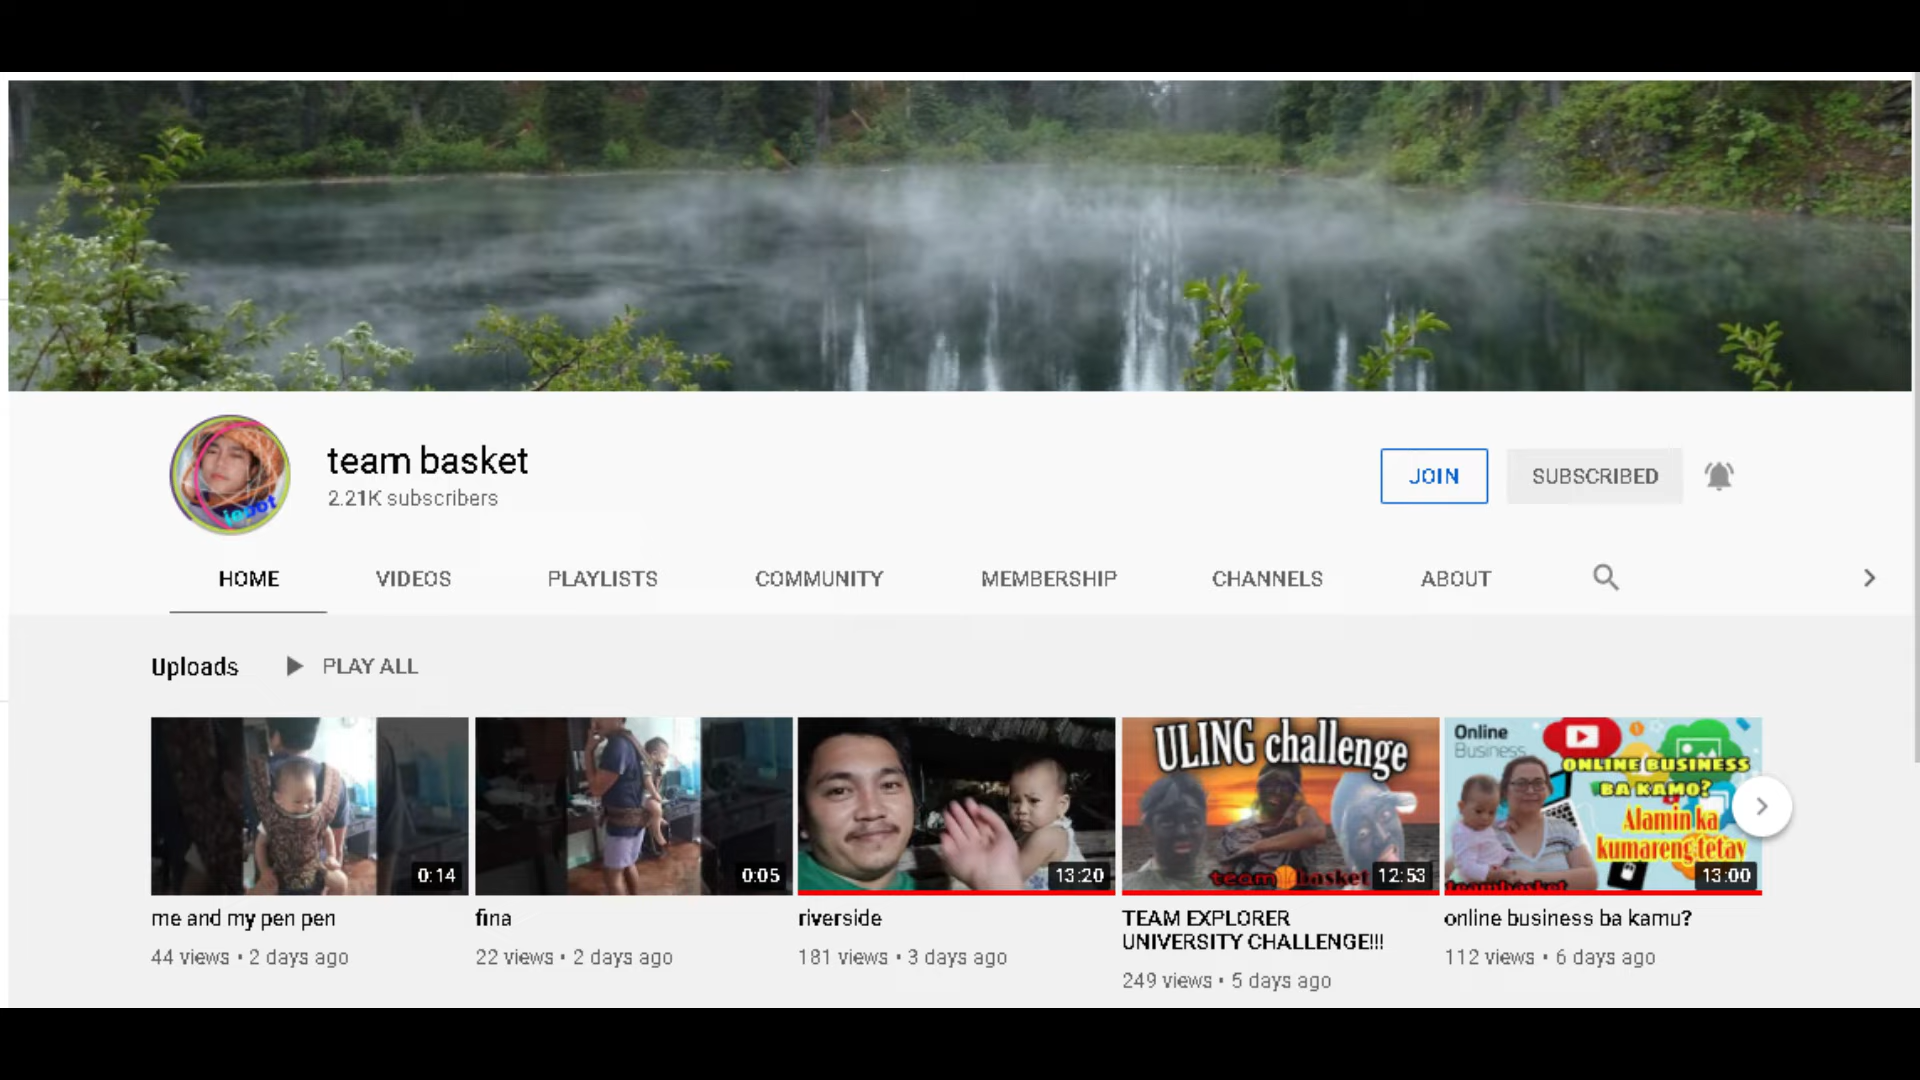 team basket
2.21K subscribers
JOIN
SUBSCRIBED
HOME
VIDEOS
PLAYLISTS
COMMUNITY
MEMBERSHIP
CHANNELS
ABOUT
Uploads
PLAY ALL
0:14
0:05
13:20
ULING challenge
team basket
12:53
Online
Business
ONLINE BUSINESS
BA KAMO?
Alamin ka
kumareng tetay
teambasket
13:00
me and my pen pen
44 views • 2 days ago
fina
22 views • 2 days ago
riverside
181 views • 3 days ago
TEAM EXPLORER
UNIVERSITY CHALLENGE!!!
249 views • 5 days ago
online business ba kamu?
112 views • 6 days ago